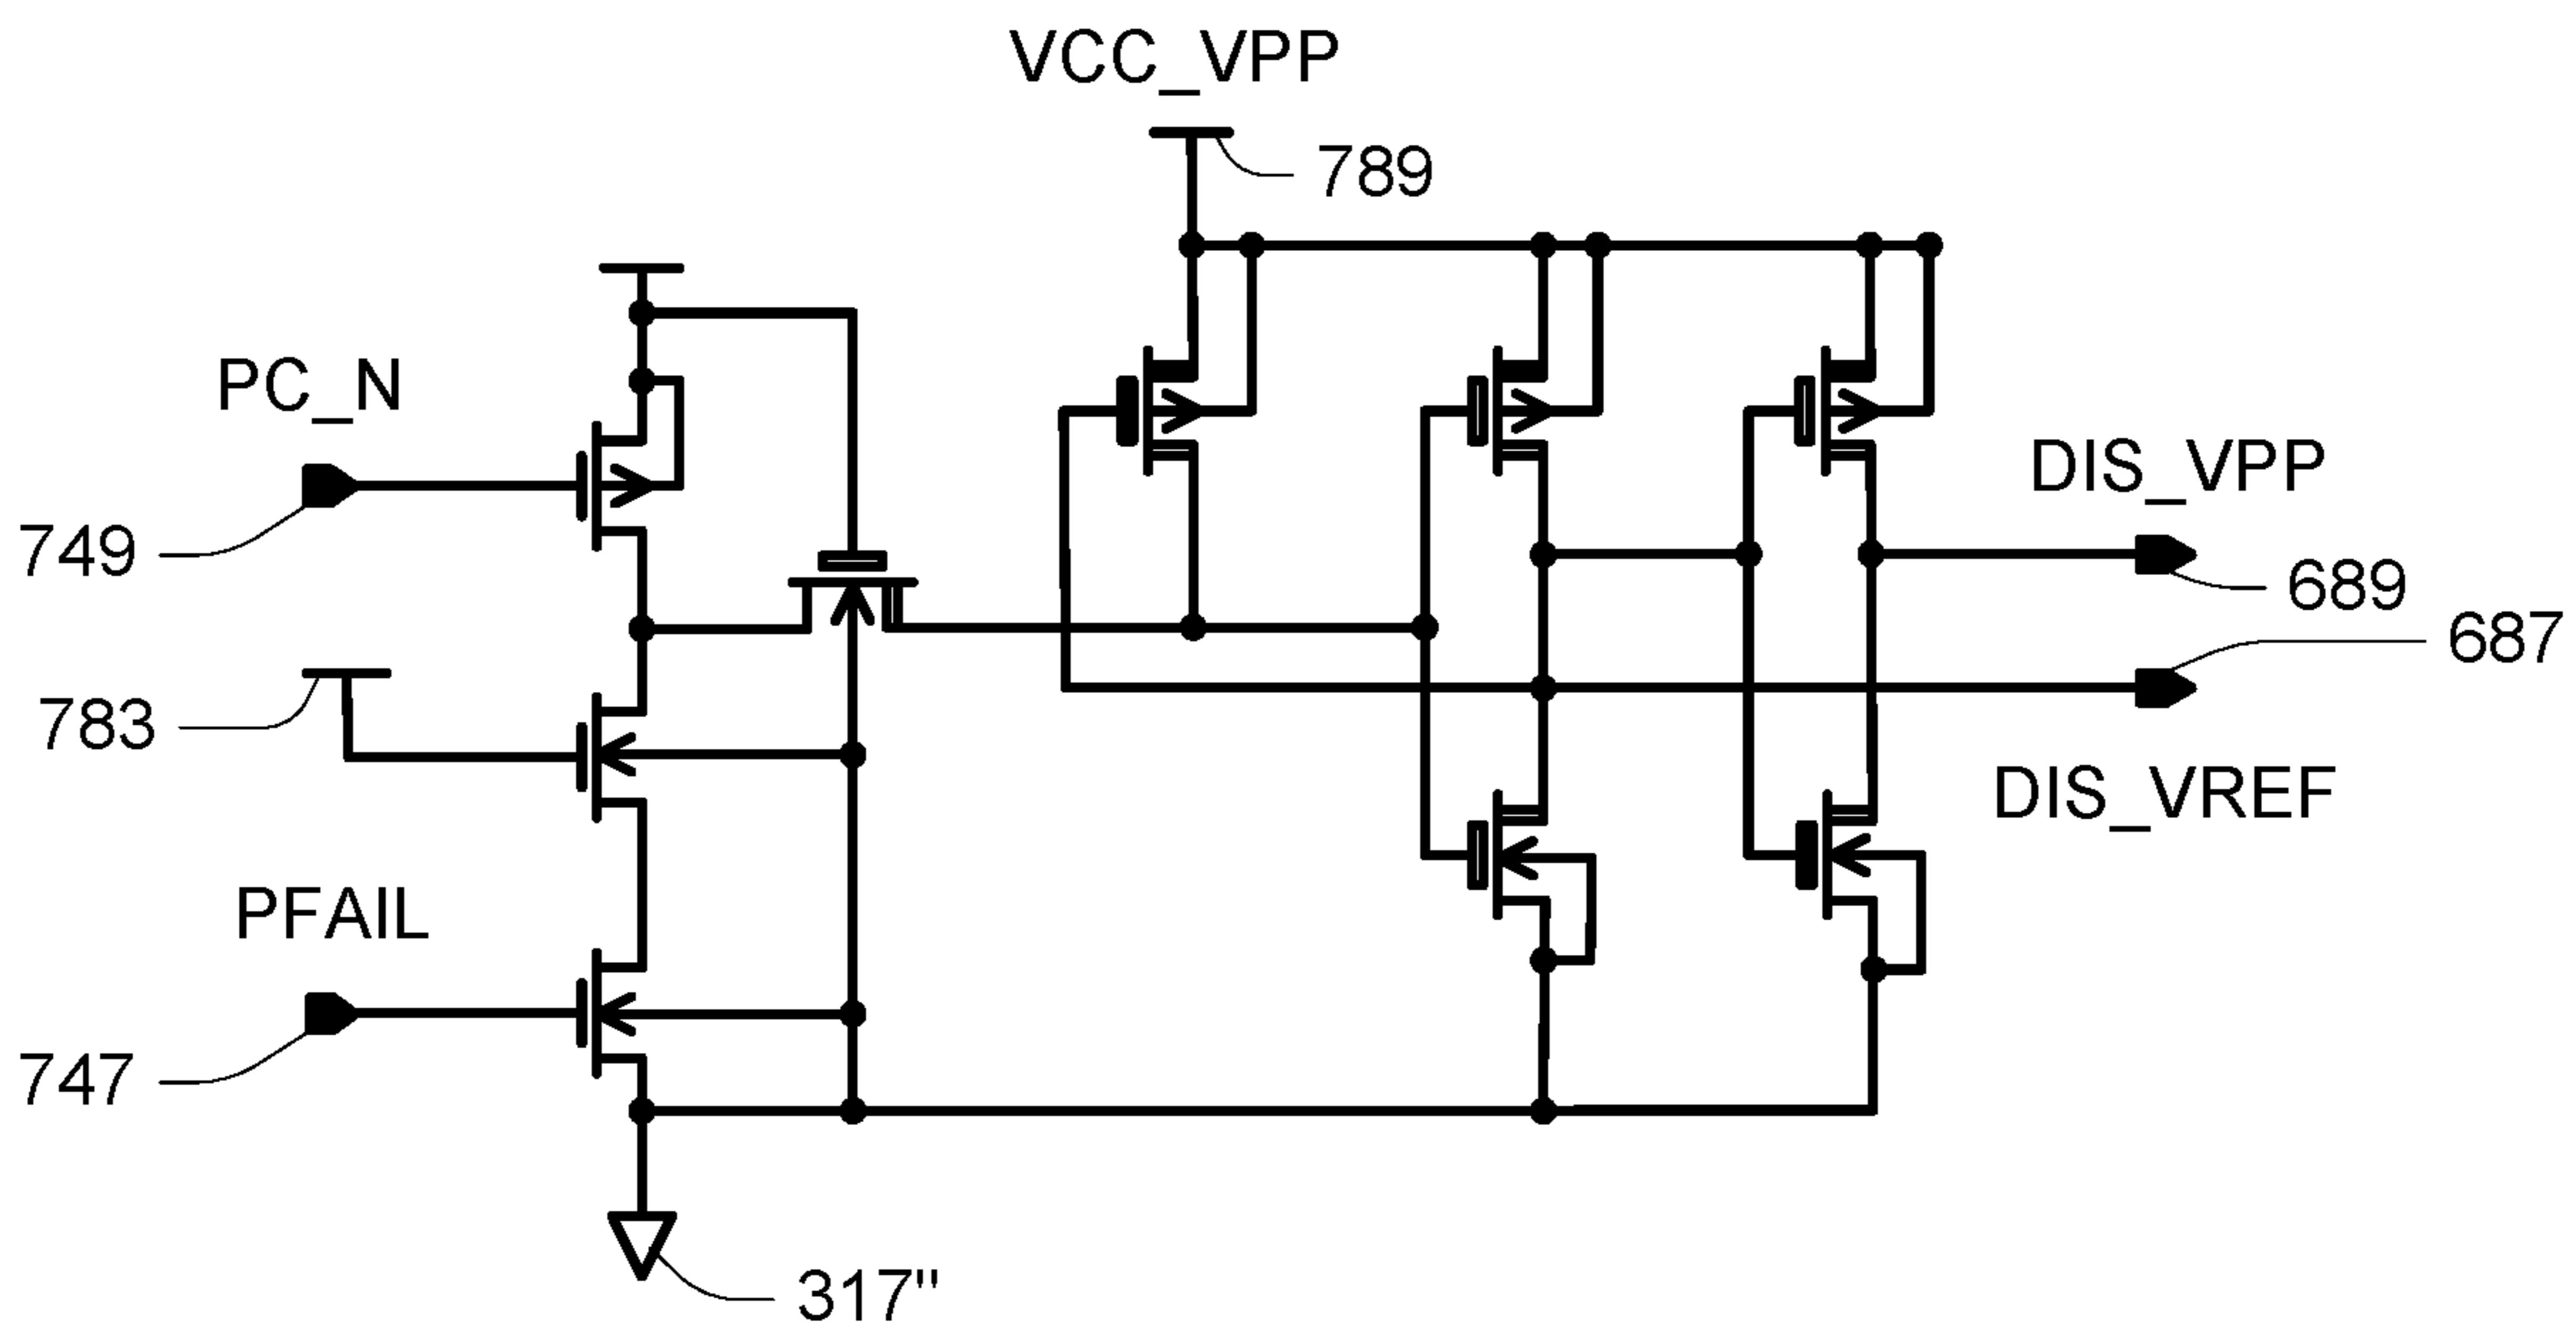 VCC_VPP
789
PC_N
749
DIS_VPP
689
687
783
DIS_VREF
PFAIL
747
317"